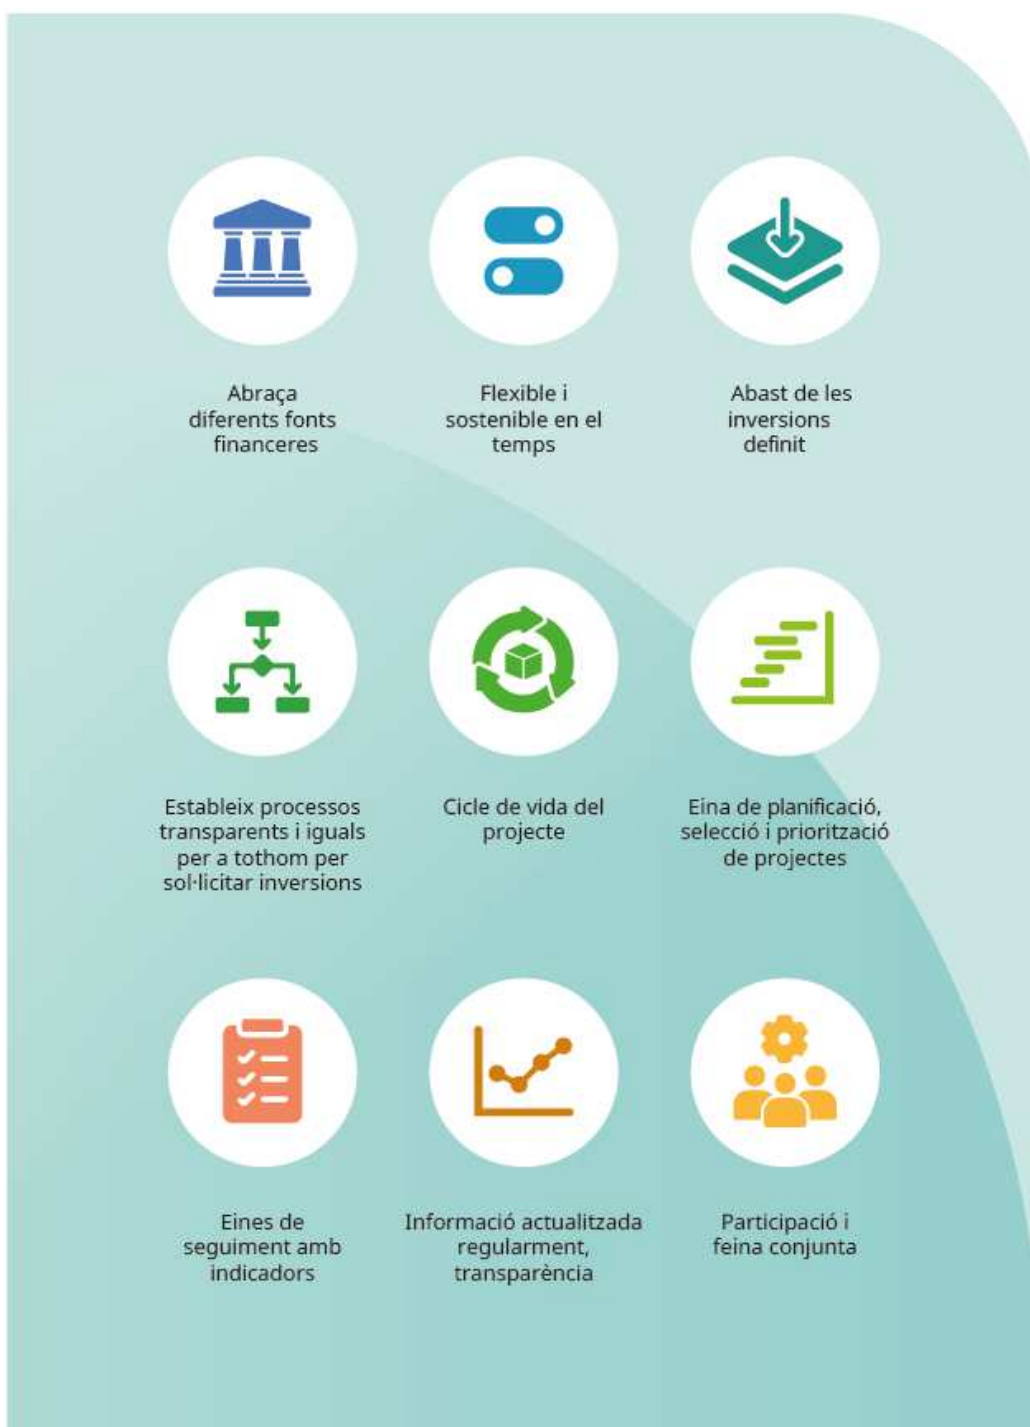 Abraça
diferents fonts
financeres
Flexible i
sostenible en el
temps
Abast de les
inversions
definit
Estableix processos
transparents i iguals
per a tothom per
sol·licitar inversions
Cicle de vida del
projecte
Eina de planificació,
selecció i priorització
de projectes
Eines de
seguiment amb
indicadors
Informació actualitzada
regularment,
transparència
Participació i
feina conjunta